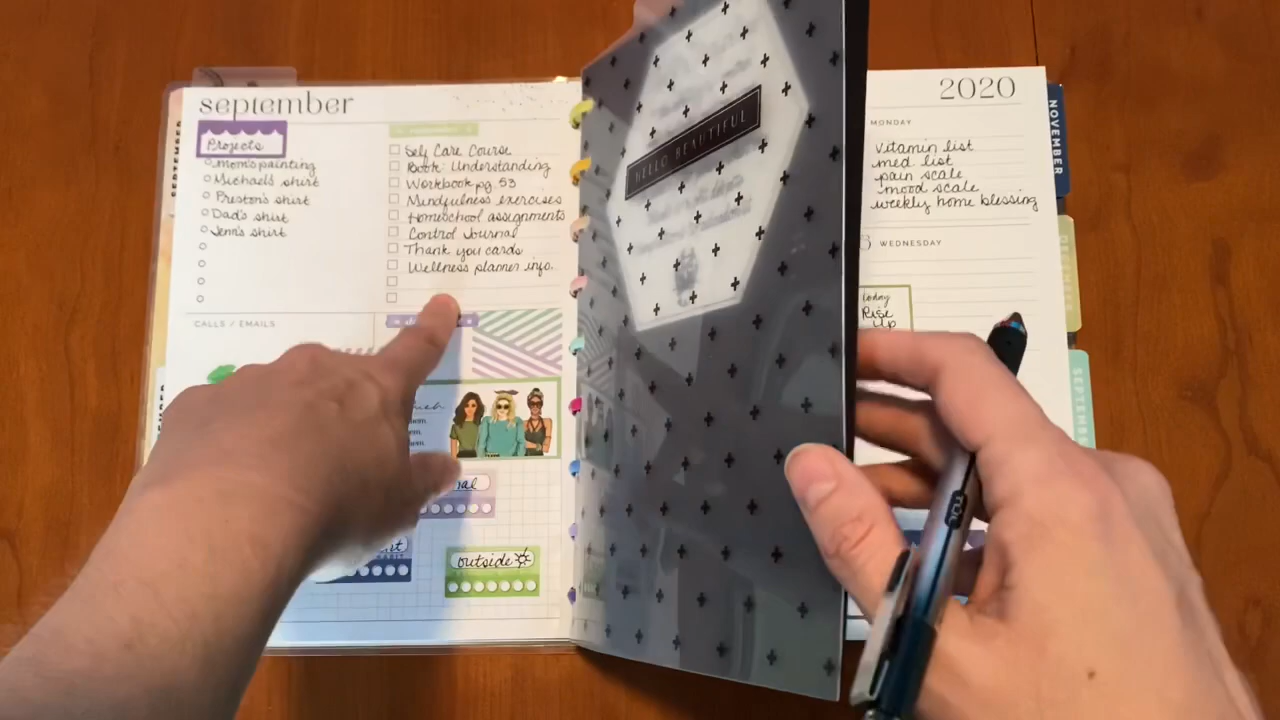 september
Projects
Mom's painting
Michael's shirt
Preston's shirt
Dad's shirt
Jenn's shirt
Self Care Course
Book: Understanding
Workbook pg. 53
Mindfulness exercises
Homeschool assignments
Control Journal
Thank you cards
Wellness planner info.
CALLS / EMAILS
outside
HELLO BEAUTIFUL
2020
MONDAY
vitamin list
med list
pain scale
mood scale
weekly home blessing
WEDNESDAY
today
Rise
Up
SEPTEMBER
NOVEMBER
DECEMBER
SEPTEMBE